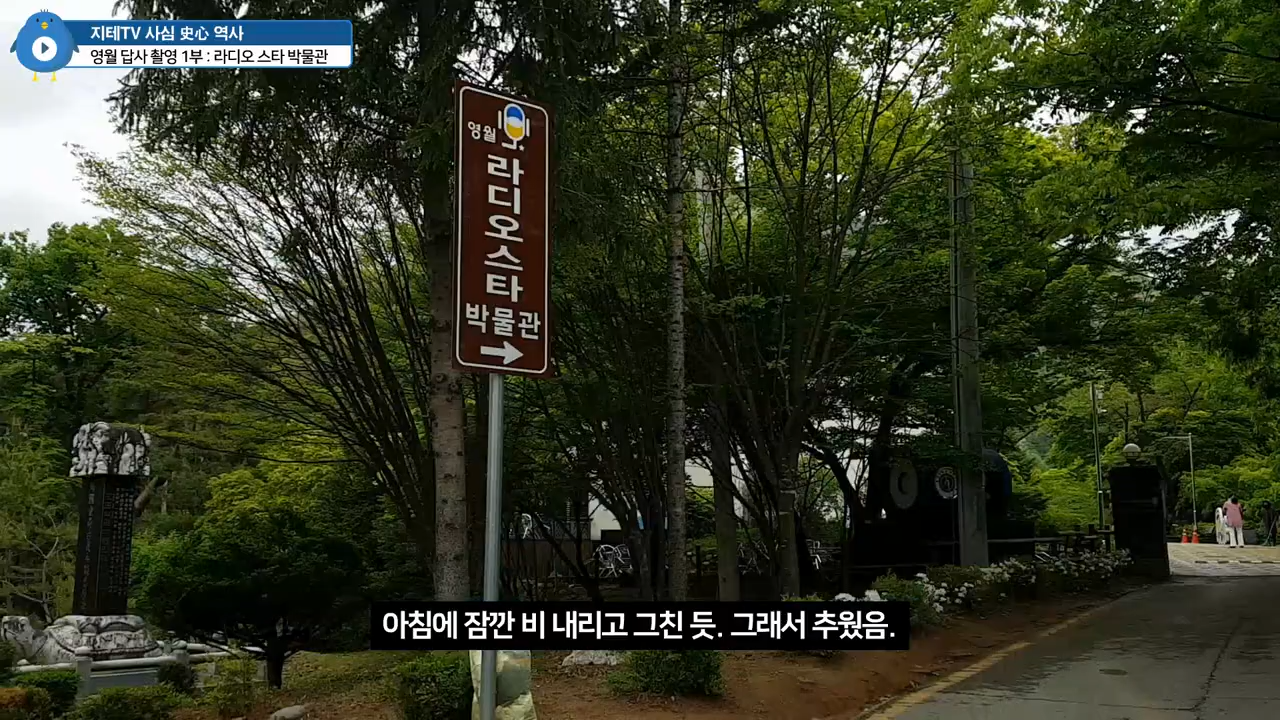 지테TV 사심 史心 역사
영월 답사 촬영 1부 : 라디오 스타 박물관
영월
라디오스타
박물관
아침에 잠깐 비 내리고 그친 듯. 그래서 추웠음.